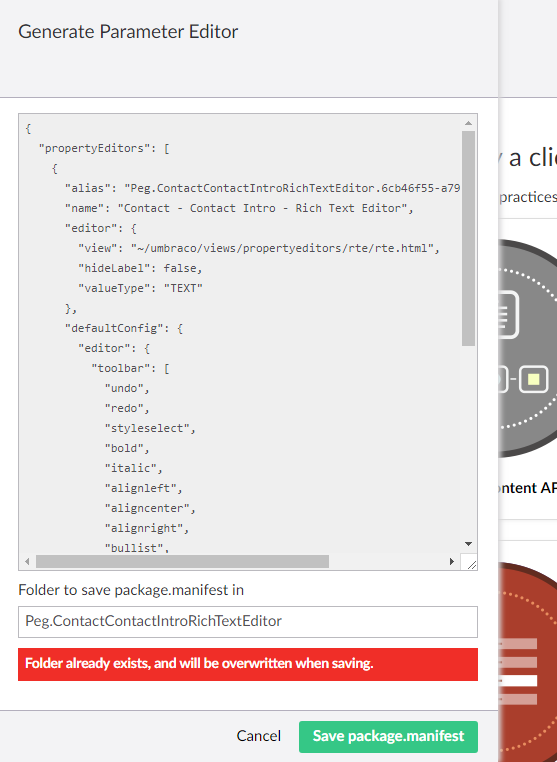 Generate Parameter Editor
{
"propertyEditors": [
{
"alias": "Peg.ContactContactIntroRichTextEditor.6cb46f55-a79
"name": "Contact - Contact Intro - Rich Text Editor",
"editor": {
"view": "~/umbraco/views/propertyeditors/rte/rte.html",
"hideLabel": false,
"valueType": "TEXT"
},
"defaultConfig": {
"editor": {
"toolbar": [
"undo",
"redo",
"styleselect",
"bold",
"italic",
"alignleft",
"aligncenter",
"alignright",
"bullist",
Folder to save package.manifest in
Peg.ContactContactIntroRichTextEditor
Folder already exists, and will be overwritten when saving.
Cancel
Save package.manifest
a cli
practices
ntent AP